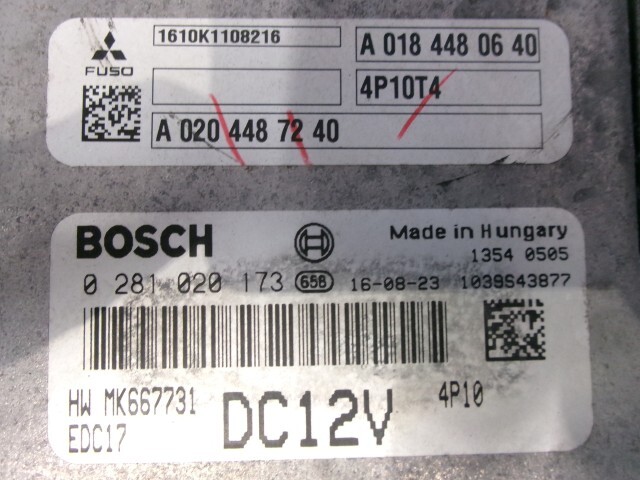 FUSO
1610K1108216
A 018 448 06 40
4P10T4
A 020 448 72 40
BOSCH
Made in Hungary
1354 0505
0 281 020 173 658 16-08-23 1039S43877
HW MK667731
EDC17
DC12V
4P10